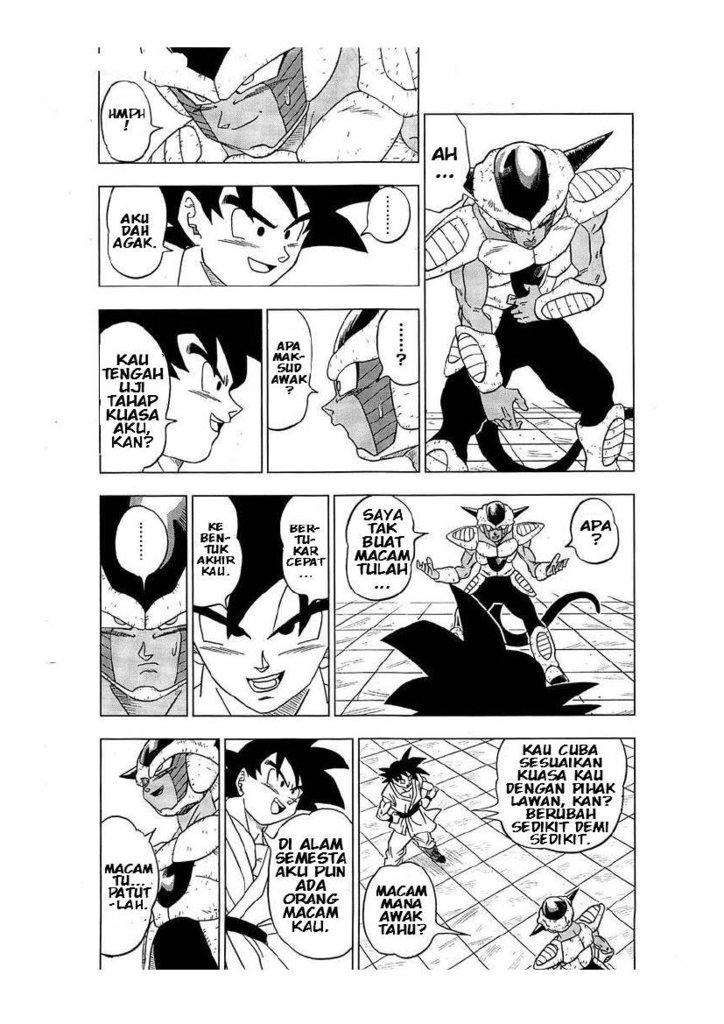 AH
...
HMPH
!
........
AKU
DAH
AGAK.
........
?
APA
MAK-
SUD
AWAK
?
KAU
TENGAH
UJI
TAHAP
KUASA
AKU,
KAN?
APA
?
SAYA
TAK
BUAT
MACAM
TULAH
...
BER-
TU-
KAR
CEPAT
...
KE
BEN-
TUK
AKHIR
KAU.
........
KAU CUBA
SESUAIKAN
KUASA KAU
DENGAN PIHAK
LAWAN, KAN?
BERUBAH
SEDIKIT DEMI
SEDIKIT.
MACAM
MANA
AWAK
TAHU?
DI ALAM
SEMESTA
AKU PUN
ADA
ORANG
MACAM
KAU.
MACAM
TU...
PATUT
-LAH.